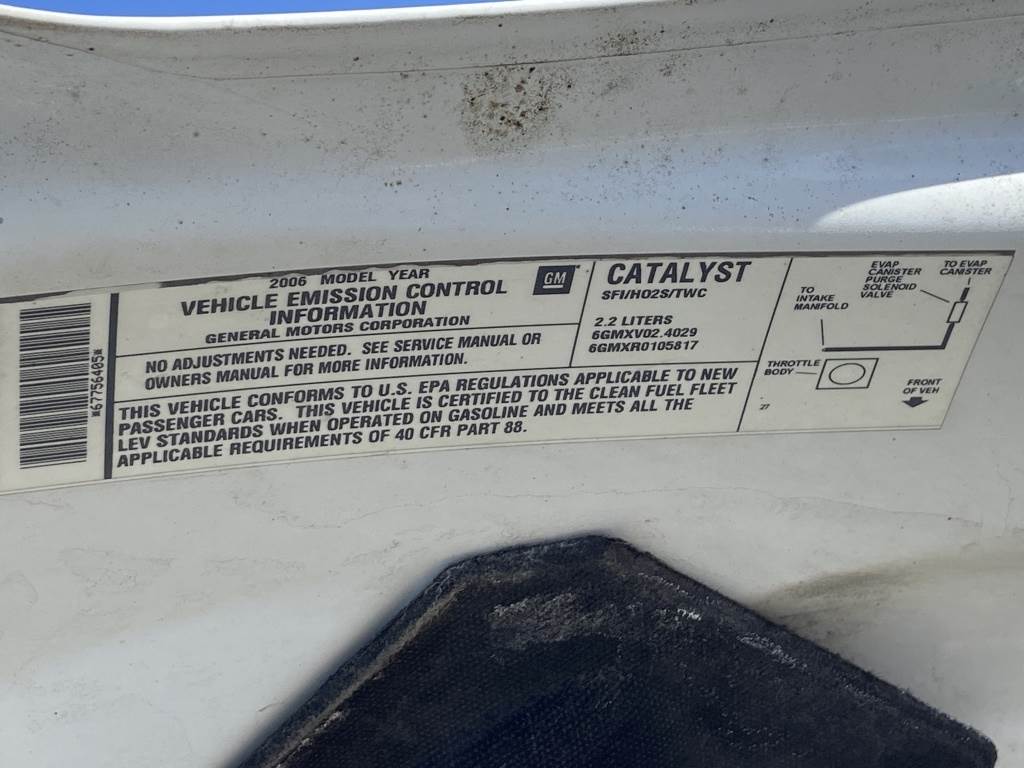 *67756405*
2006 MODEL YEAR
VEHICLE EMISSION CONTROL
INFORMATION
GENERAL MOTORS CORPORATION
GM
NO ADJUSTMENTS NEEDED. SEE SERVICE MANUAL OR
OWNERS MANUAL FOR MORE INFORMATION.
CATALYST
SFI/HO2S/TWC
2.2 LITERS
6GMXV02.4029
6GMXR0105817
THIS VEHICLE CONFORMS TO U.S. EPA REGULATIONS APPLICABLE TO NEW
PASSENGER CARS. THIS VEHICLE IS CERTIFIED TO THE CLEAN FUEL FLEET
LEV STANDARDS WHEN OPERATED ON GASOLINE AND MEETS ALL THE
APPLICABLE REQUIREMENTS OF 40 CFR PART 88.
EVAP
CANISTER
PURGE
SOLENOID
VALVE
TO EVAP
CANISTER
TO
INTAKE
MANIFOLD
THROTTLE
BODY
FRONT
OF VEH
27